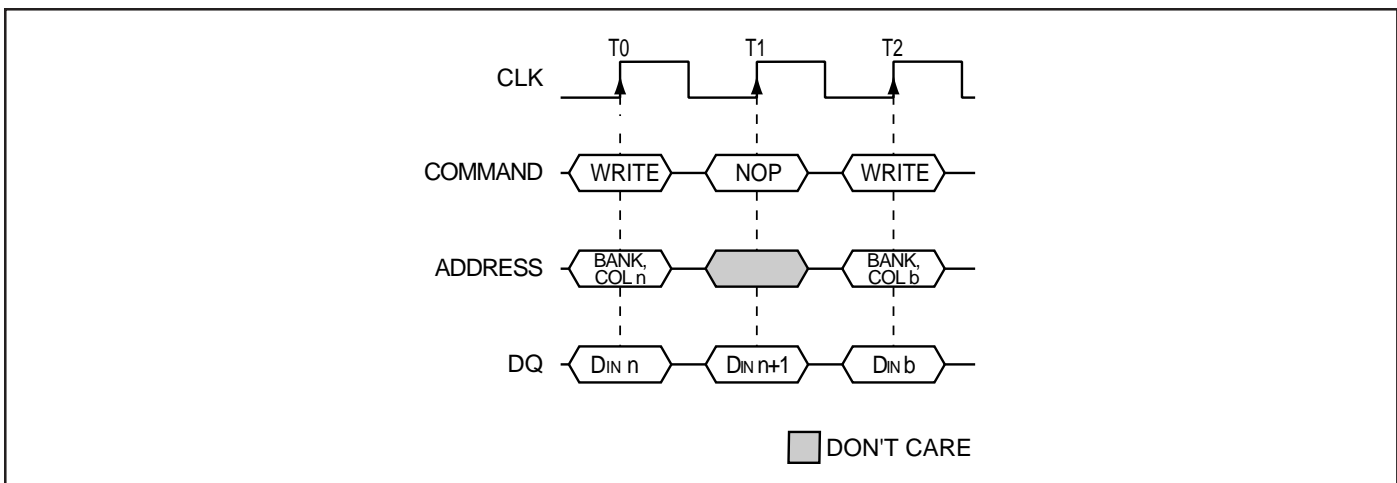 T0 T1 T2
CLK
COMMAND WRITE NOP WRITE
ADDRESS BANK, COL n BANK, COL b
DQ DIN n DIN n+1 DIN b
DON'T CARE